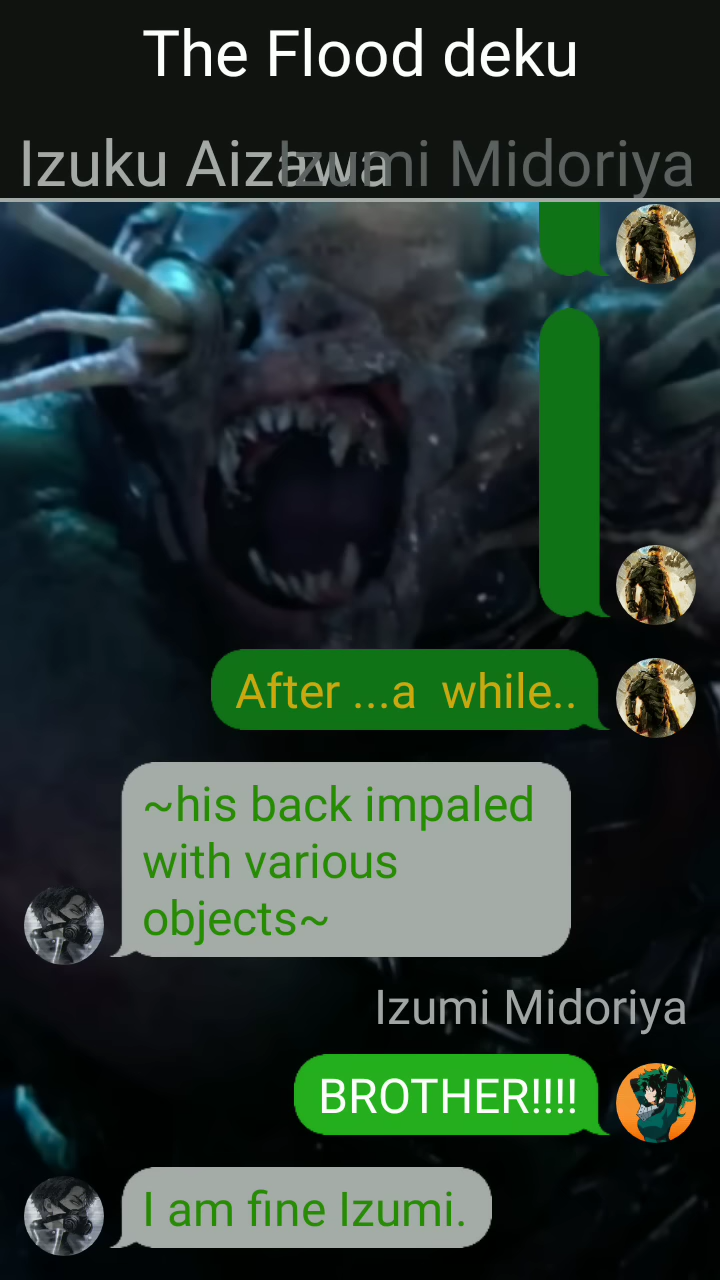 The Flood deku
Izuku Aizawa
Izumi Midoriya
After ...a while..
~his back impaled
with various
objects~
Izumi Midoriya
BROTHER!!!!
I am fine Izumi.